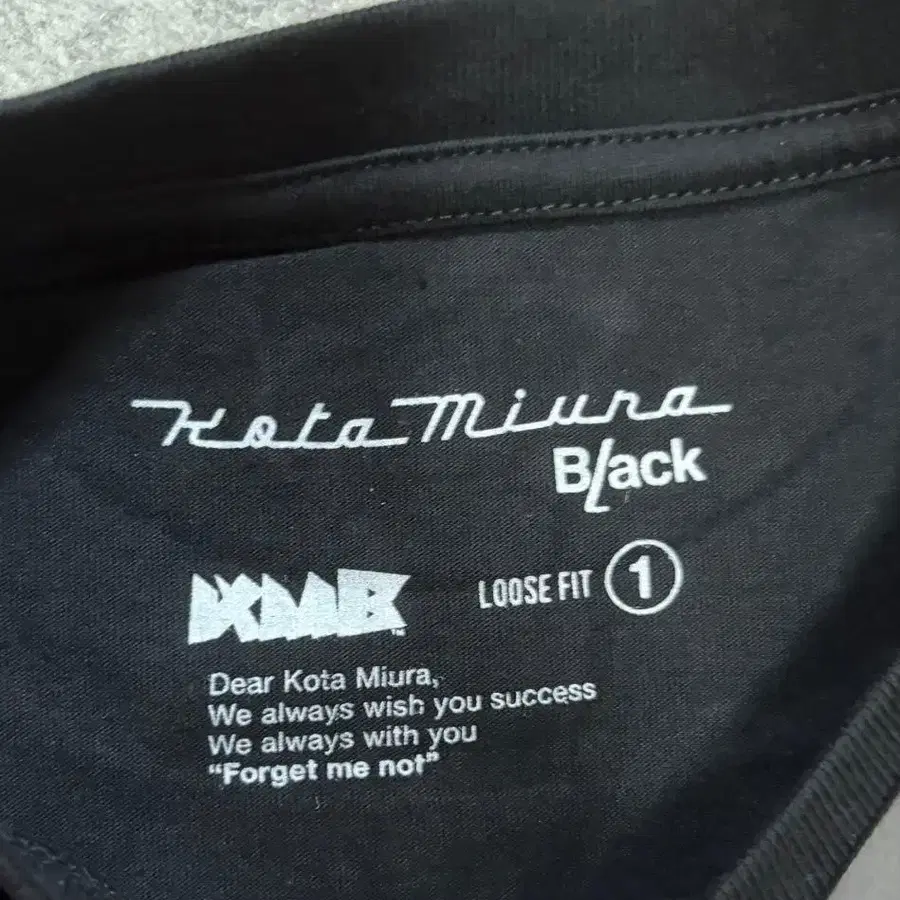 Kota Miura
B/ack
KMB
TM
LOOSE FIT 1
Dear Kota Miura,
We always wish you success
We always with you
“Forget me not”